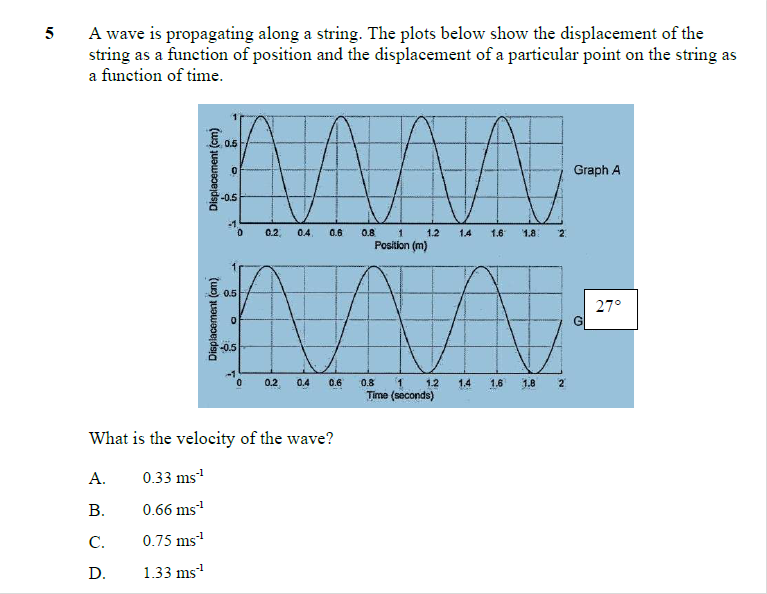 5 A wave is propagating along a string. The plots below show the displacement of the
string as a function of position and the displacement of a particular point on the string as
a function of time.
1
0.5
0
-0.5
-1
Displacement (cm)
Graph A
0 0.2 0.4 0.6 0.8 1 1.2 1.4 1.6 1.8 2
Position (m)
1
0.5
0
-0.5
-1
Displacement (cm)
27°
G
0 0.2 0.4 0.6 0.8 1 1.2 1.4 1.6 1.8 2
Time (seconds)
What is the velocity of the wave?
A. 0.33 ms-1
B. 0.66 ms-1
C. 0.75 ms-1
D. 1.33 ms-1